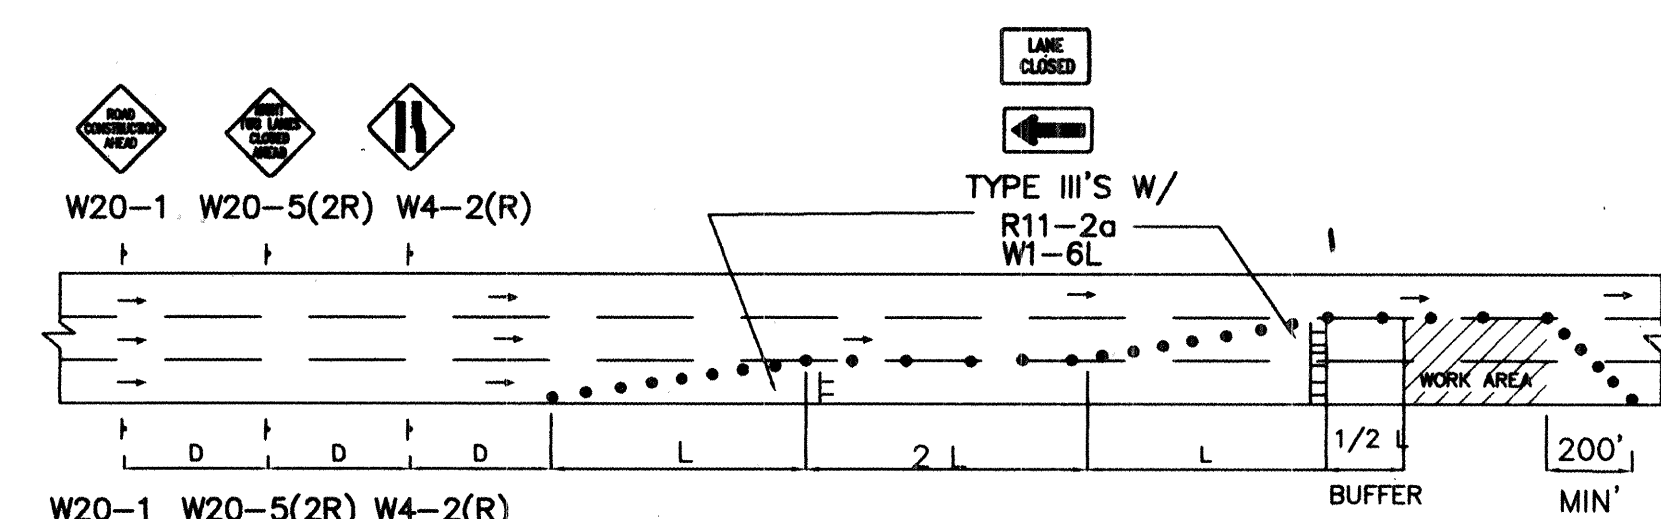 LANE
CLOSED
ROAD
CONSTRUCTION
AHEAD
RIGHT
TWO LANES
CLOSED
AHEAD
W20-1 W20-5(2R) W4-2(R)
TYPE III'S W/
R11-2a
W1-6L
WORK AREA
D D D L 2 L L 1/2 L 200'
BUFFER MIN'
W20-1 W20-5(2R) W4-2(R)